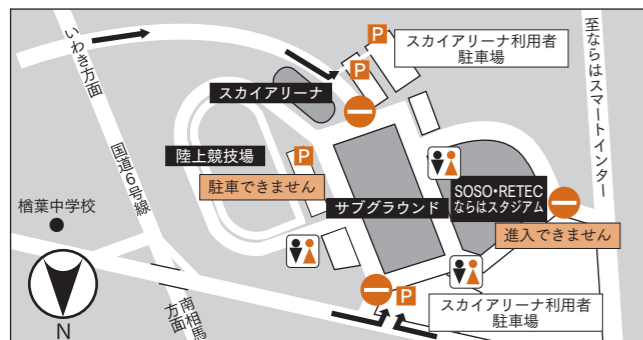 いわき方面
国道6号線
南相馬
方面
楢葉中学校
N
スカイアリーナ
陸上競技場
P
駐車できません
P
P
スカイアリーナ利用者
駐車場
サブグラウンド
SOSO・RETEC
ならはスタジアム
進入できません
至ならはスマートインター
P
スカイアリーナ利用者
駐車場